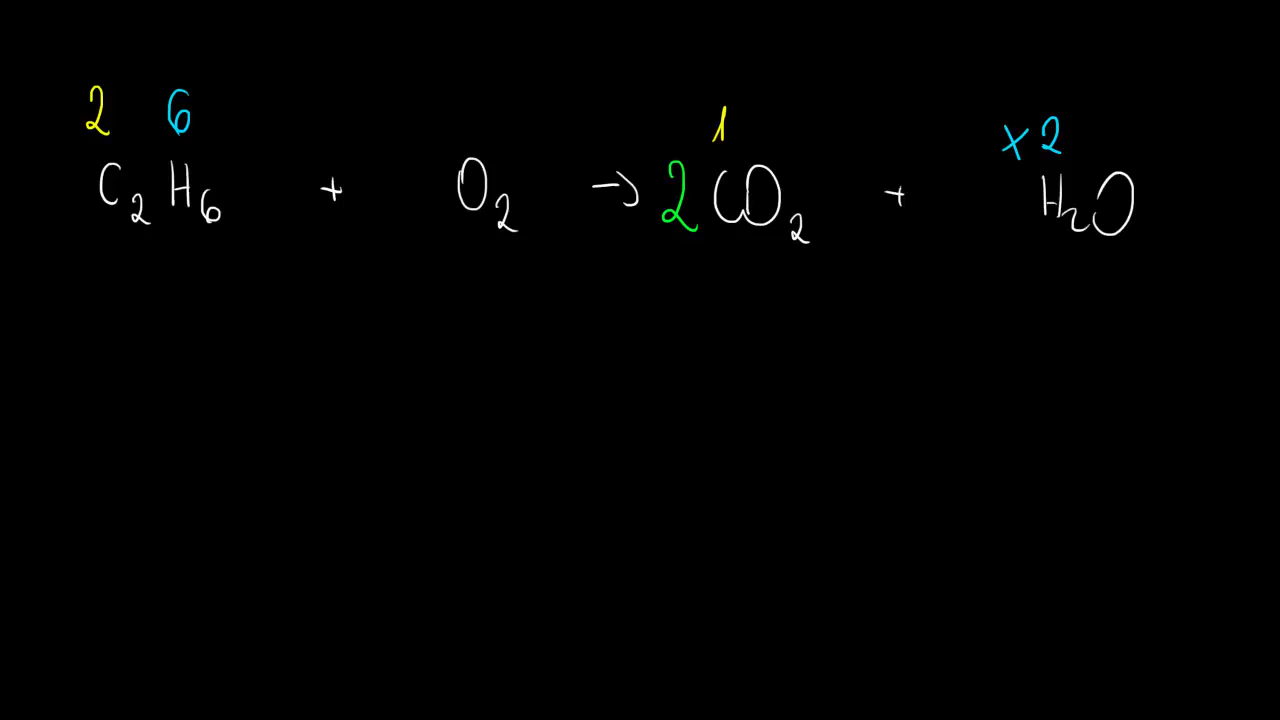 2 6 1 x2
C2H6 + O2 → 2CO2 + H2O